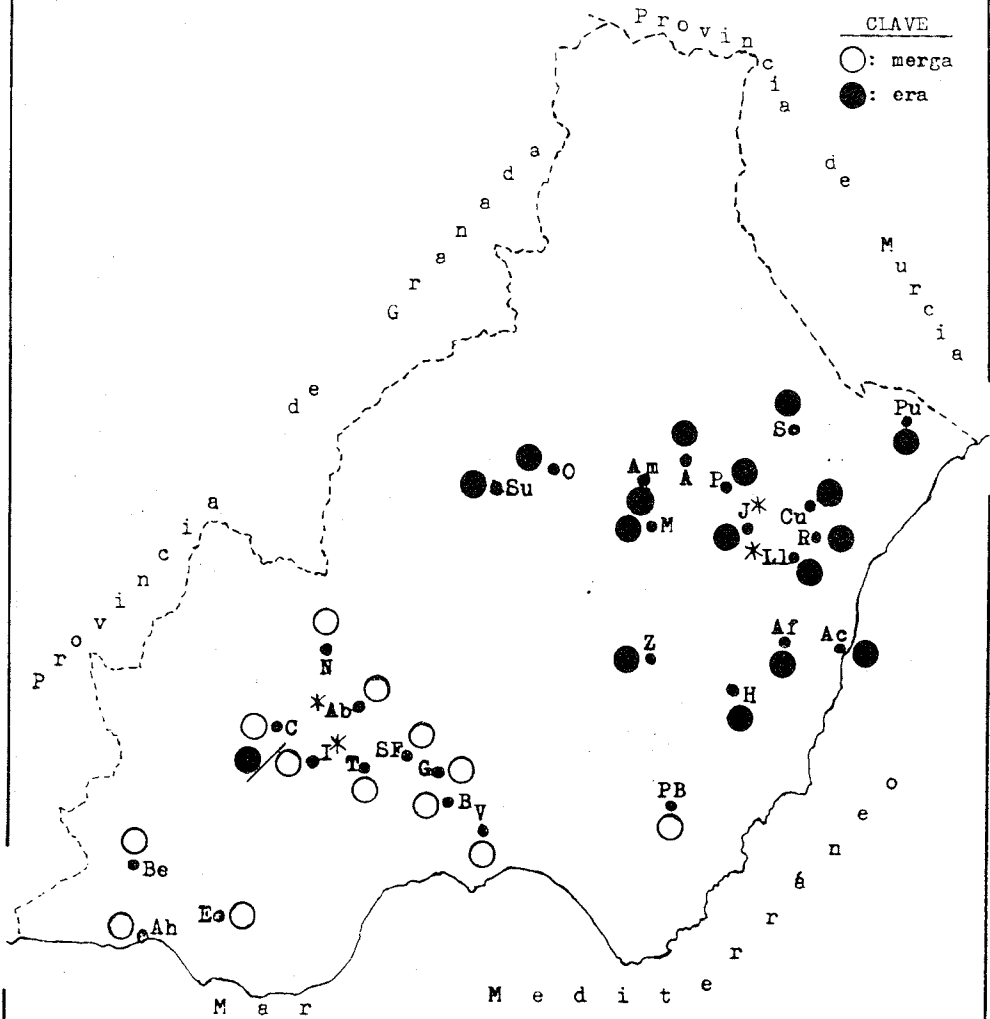 CLAVE
: merga
: era
Provincia de Murcia
Provincia de Granada
Mar Mediterráneo
Pu
S
O
Su
Am
A
P
M
J
Cu
R
Ll
N
Z
Af
Ac
H
C
Ab
I
T
SF
G
B
V
PB
Be
E
Ah